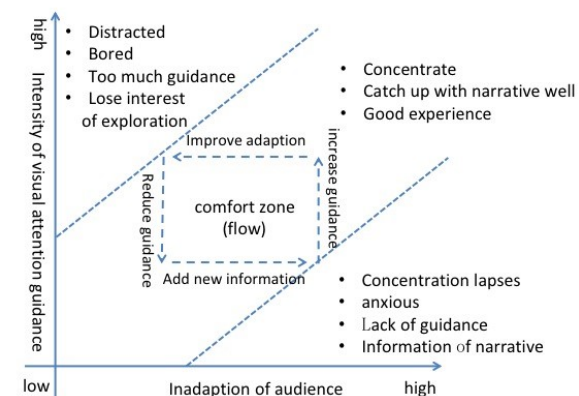 high
Intensity of visual attention guidance
• Distracted
• Bored
• Too much guidance
• Lose interest
of exploration
• Concentrate
• Catch up with narrative well
• Good experience
Improve adaption
increase guidance
Reduce guidance
comfort zone
(flow)
Add new information
• Concentration lapses
• anxious
• Lack of guidance
• Information of narrative
low
Inadaption of audience
high